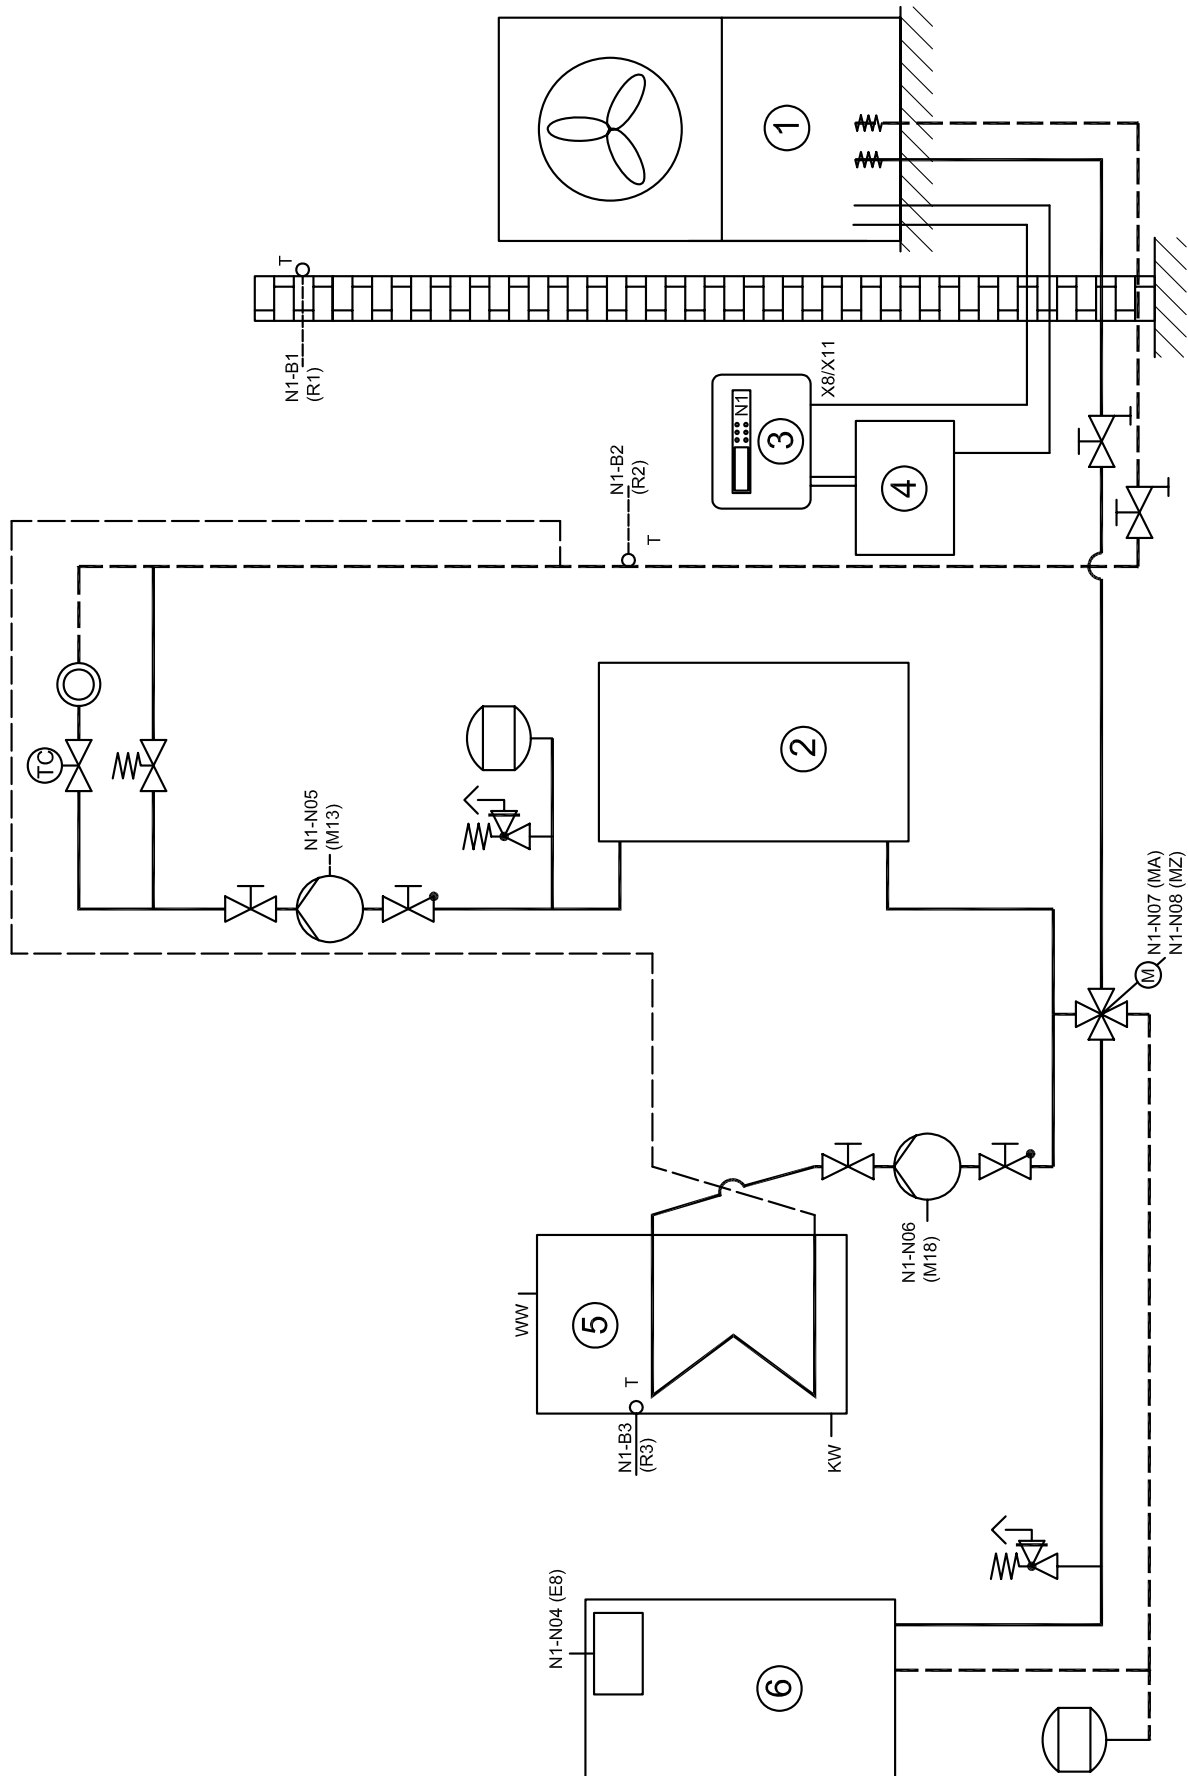 N1-N04 (E8)
6
N1-B3
(R3)
T
WW
5
KW
N1-N06
(M18)
M
N1-N07 (MA)
N1-N08 (MZ)
TC
N1-N05
(M13)
2
N1-B2
(R2)
T
N1
3
4
X8/X11
N1-B1
(R1)
T
1